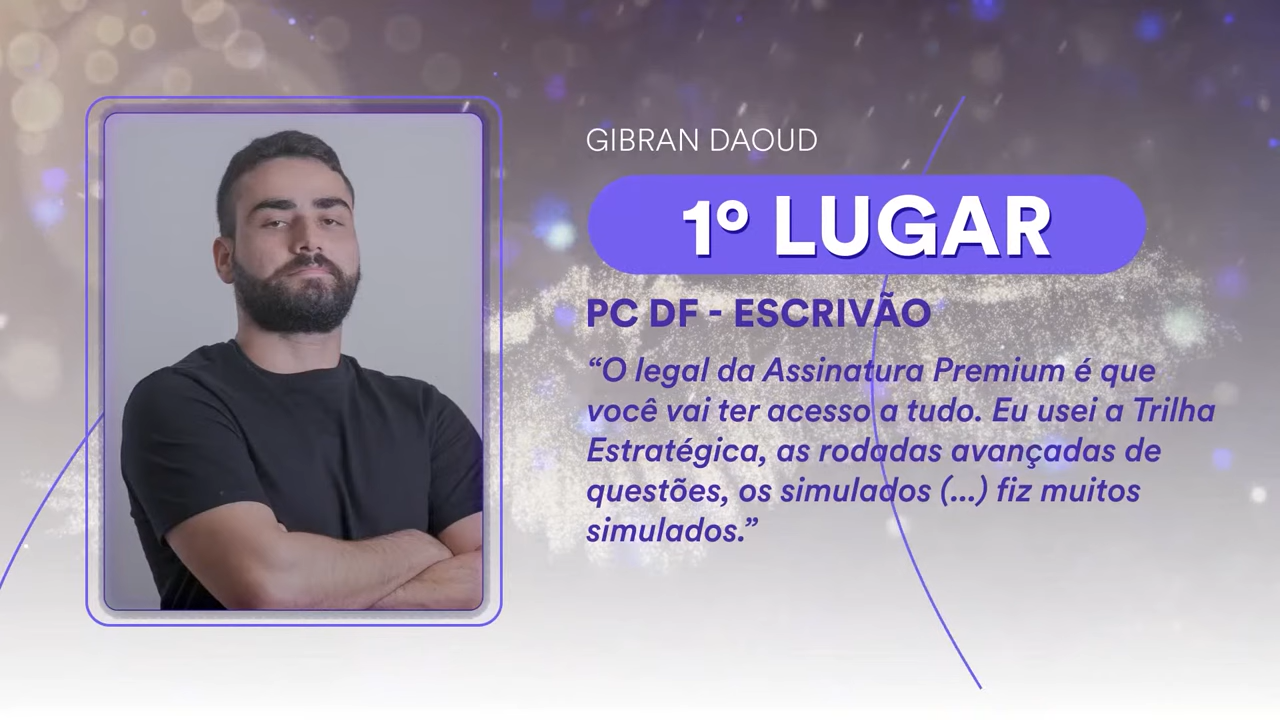 GIBRAN DAOUD
1º LUGAR
PC DF - ESCRIVÃO
“O legal da Assinatura Premium é que
você vai ter acesso a tudo. Eu usei a Trilha
Estratégica, as rodadas avançadas de
questões, os simulados (...) fiz muitos
simulados.”